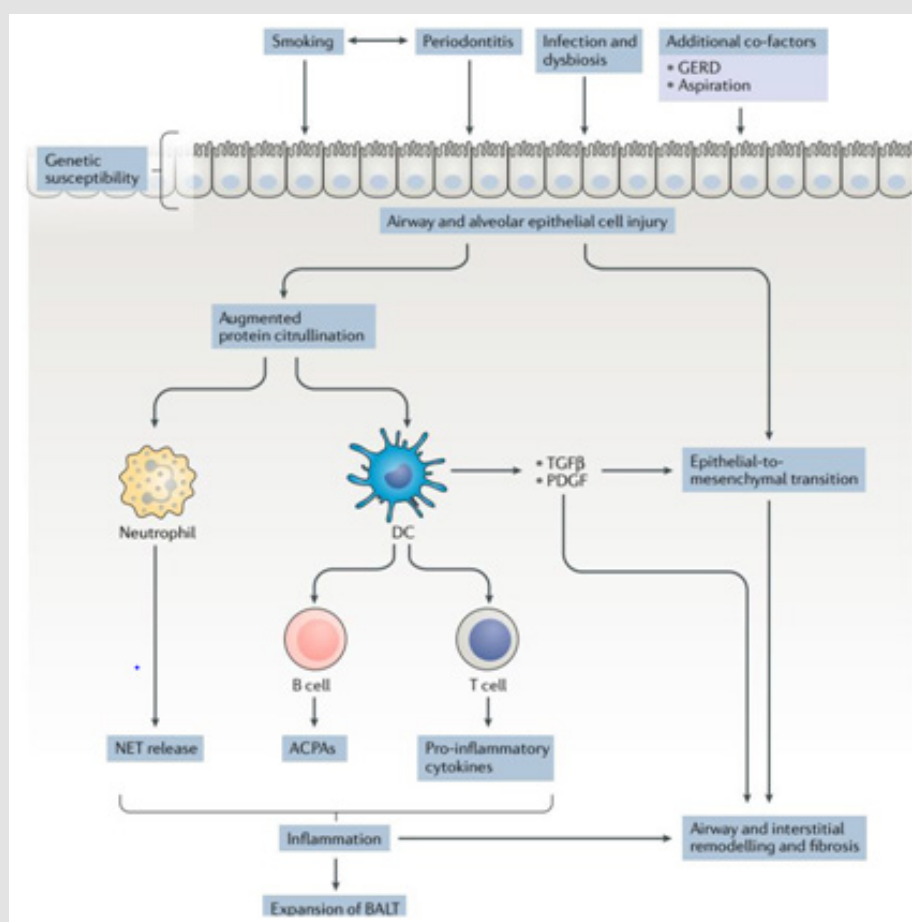 Smoking
Periodontitis
Infection and
dysbiosis
Additional co-factors
• GERD
• Aspiration
Genetic
susceptibility
Airway and alveolar epithelial cell injury
Augmented
protein citrullination
Neutrophil
DC
• TGFβ
• PDGF
Epithelial-to-
mesenchymal transition
B cell
T cell
NET release
ACPAs
Pro-inflammatory
cytokines
Inflammation
Airway and interstitial
remodelling and fibrosis
Expansion of BALT